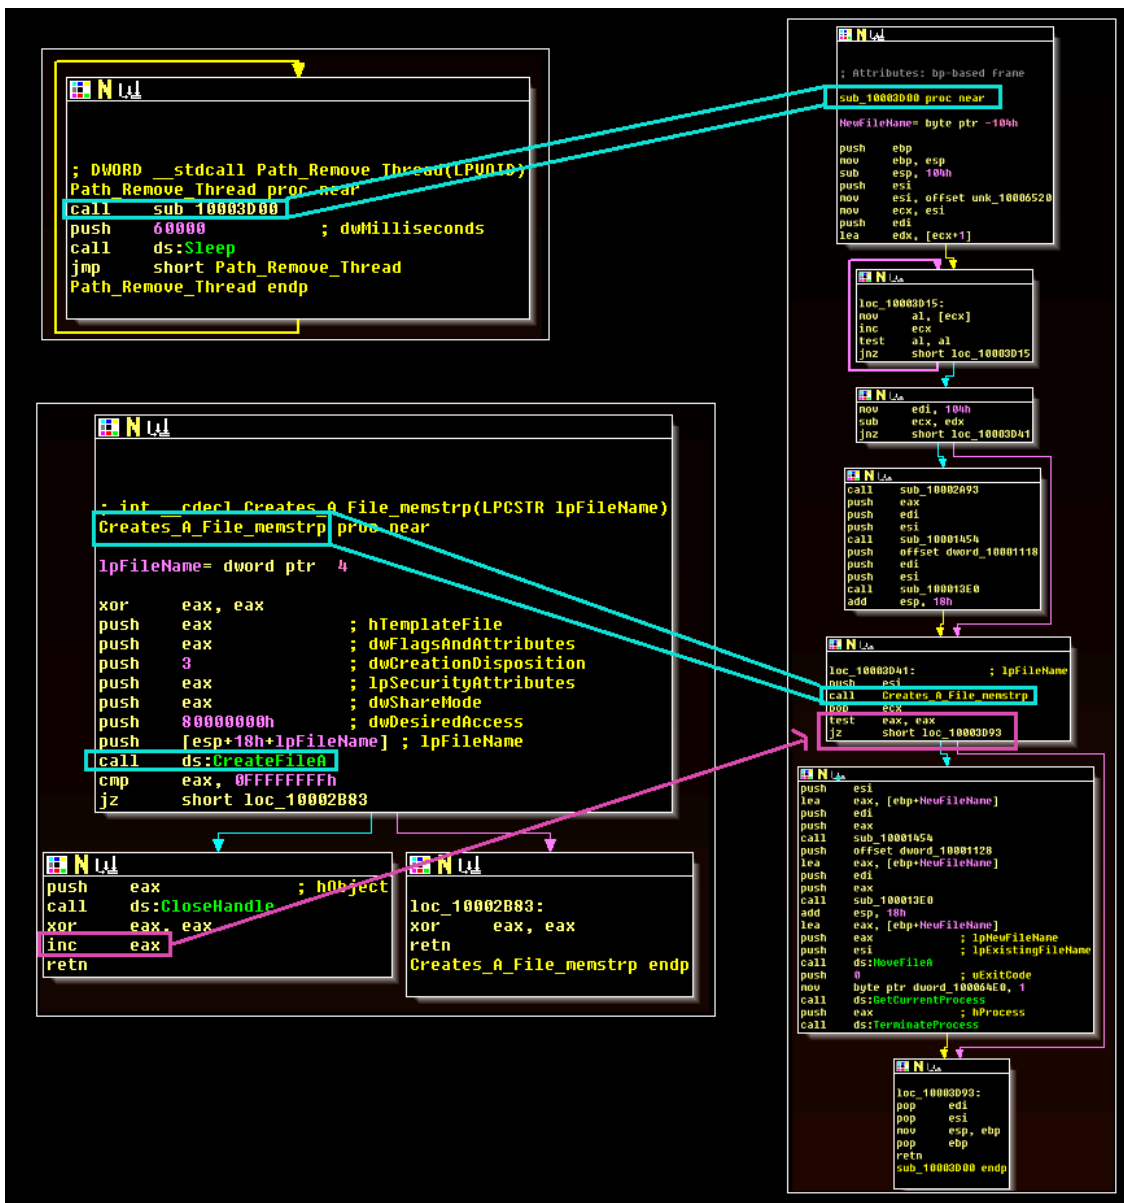 ; DWORD __stdcall Path_Remove_Thread(LPVOID)
Path_Remove_Thread proc near
call sub_10003D00
push 60000 ; dwMilliseconds
call ds:Sleep
jmp short Path_Remove_Thread
Path_Remove_Thread endp
; int __cdecl Creates_A_File_memstrp(LPCSTR lpFileName)
Creates_A_File_memstrp proc near
lpFileName= dword ptr 4
xor eax, eax
push eax ; hTemplateFile
push eax ; dwFlagsAndAttributes
push 3 ; dwCreationDisposition
push eax ; lpSecurityAttributes
push eax ; dwShareMode
push 80000000h ; dwDesiredAccess
push [esp+18h+lpFileName] ; lpFileName
call ds:CreateFileA
cmp eax, 0FFFFFFFFh
jz short loc_10002B83
push eax ; hObject
call ds:CloseHandle
xor eax, eax
inc eax
retn
loc_10002B83:
xor eax, eax
retn
Creates_A_File_memstrp endp
; Attributes: bp-based frame
sub_10003D00 proc near
NewFileName= byte ptr -104h
push ebp
mov ebp, esp
sub esp, 104h
push esi
mov esi, offset unk_10006520
mov ecx, esi
push edi
lea edx, [ecx+1]
loc_10003D15:
mov al, [ecx]
inc ecx
test al, al
jnz short loc_10003D15
mov edi, 104h
sub ecx, edx
jnz short loc_10003D41
call sub_10002A93
push eax
push edi
push esi
call sub_10001454
push offset dword_10001118
push edi
push esi
call sub_100013E0
add esp, 18h
loc_10003D41: ; lpFileName
push esi
call Creates_A_File_memstrp
pop ecx
test eax, eax
jz short loc_10003D93
push esi
lea eax, [ebp+NewFileName]
push edi
push eax
call sub_10001454
push offset dword_10001128
lea eax, [ebp+NewFileName]
push edi
push eax
call sub_100013E0
add esp, 18h
lea eax, [ebp+NewFileName]
push eax ; lpNewFileName
push esi ; lpExistingFileName
call ds:MoveFileA
push 0 ; uExitCode
mov byte ptr dword_100064E0, 1
call ds:GetCurrentProcess
push eax ; hProcess
call ds:TerminateProcess
loc_10003D93:
pop edi
pop esi
mov esp, ebp
pop ebp
retn
sub_10003D00 endp